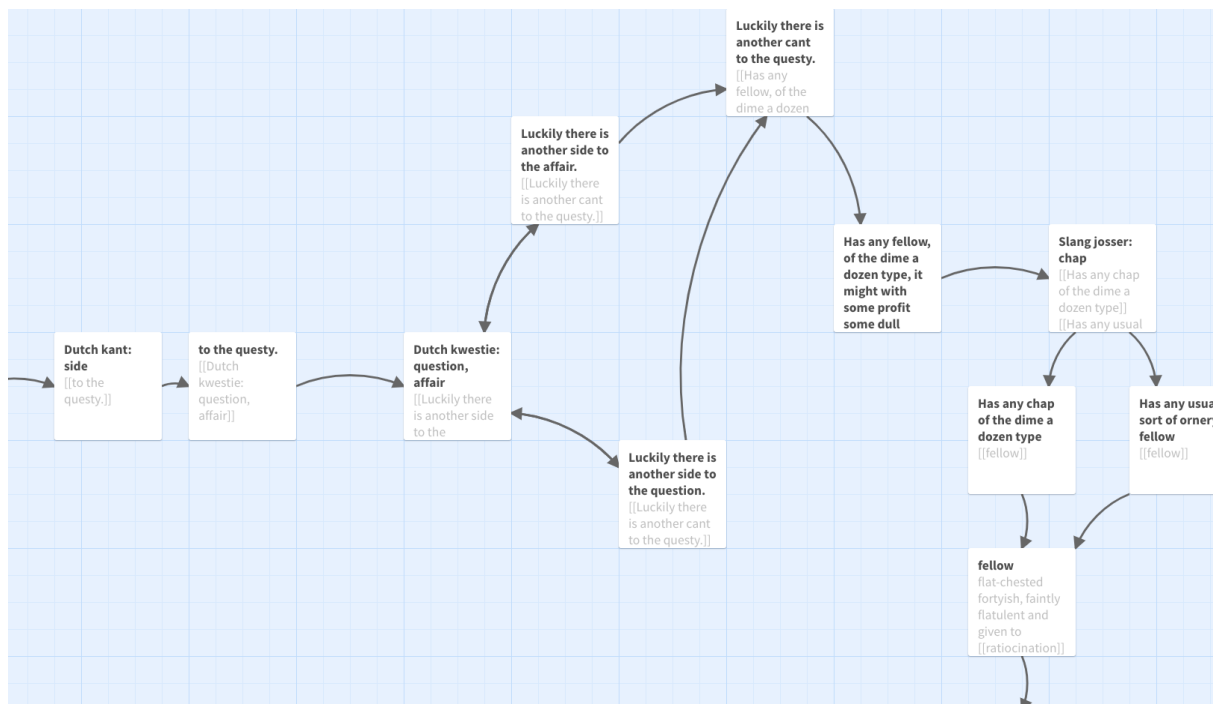 Luckily there is
another cant
to the questy.
[[Has any
fellow, of the
dime a dozen
Luckily there is
another side to
the affair.
[[Luckily there
is another cant
to the questy.]]
Has any fellow,
of the dime a
dozen type, it
might with
some profit
some dull
Slang josser:
chap
[[Has any chap
of the dime a
dozen type]]
[[Has any usual
Dutch kant:
side
[[to the
questy.]]
to the questy.
[[Dutch
kwestie:
question,
affair]]
Dutch kwestie:
question,
affair
[[Luckily there
is another side
to the
Luckily there is
another side to
the question.
[[Luckily there
is another cant
to the questy.]]
Has any chap
of the dime a
dozen type
[[fellow]]
Has any usua
sort of orner
fellow
[[fellow]]
fellow
flat-chested
fortyish, faintly
flatulent and
given to
[[ratiocination]]